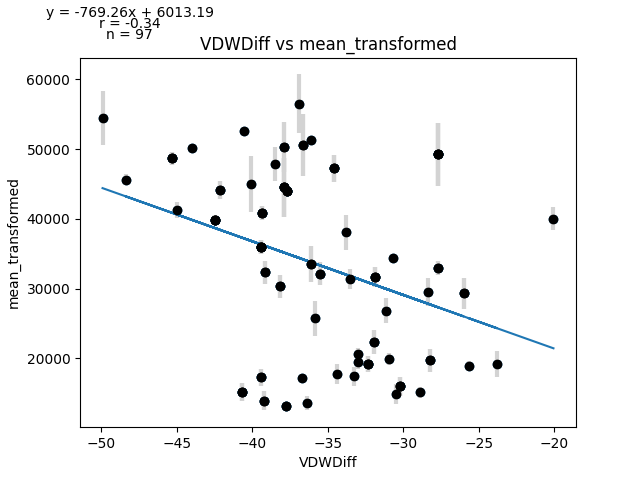 y = -769.26x + 6013.19
r = -0.34
n = 97
VDWDiff vs mean_transformed
60000
50000
40000
30000
20000
mean_transformed
−50
−45
−40
−35
−30
−25
−20
VDWDiff